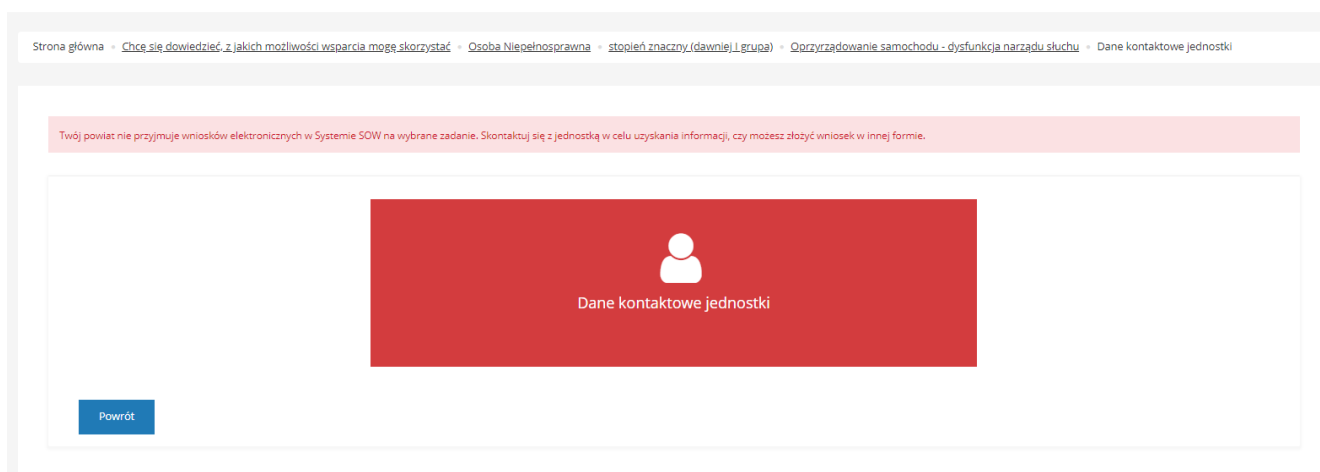 Strona główna • Chcę się dowiedzieć, z jakich możliwości wsparcia mogę skorzystać • Osoba Niepełnosprawna • stopień znaczny (dawniej I grupa) • Oprzyrządowanie samochodu - dysfunkcja narządu słuchu • Dane kontaktowe jednostki
Twój powiat nie przyjmuje wniosków elektronicznych w Systemie SOW na wybrane zadanie. Skontaktuj się z jednostką w celu uzyskania informacji, czy możesz złożyć wniosek w innej formie.
Dane kontaktowe jednostki
Powrót